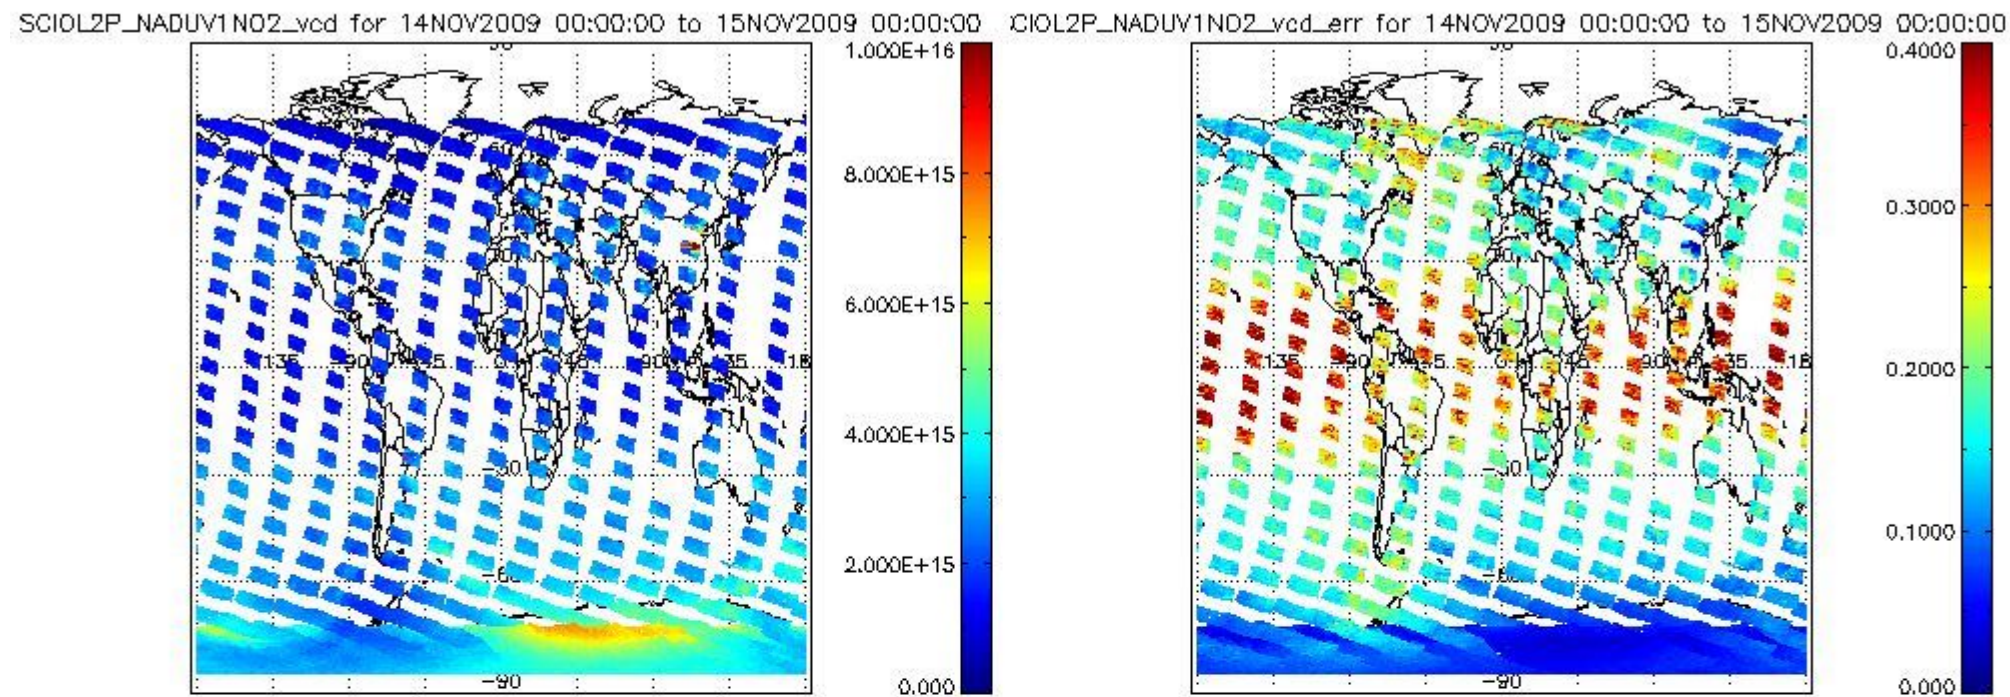 SCIOL2P_NADUV1NO2_vcd for 14NOV2009 00:00:00 to 15NOV2009 00:00:00
1.000E+16
8.000E+15
6.000E+15
4.000E+15
2.000E+15
0.000
-60
-90
CIOL2P_NADUV1NO2_vcd_err for 14NOV2009 00:00:00 to 15NOV2009 00:00:00
0.4000
0.3000
0.2000
0.1000
0.000
-90